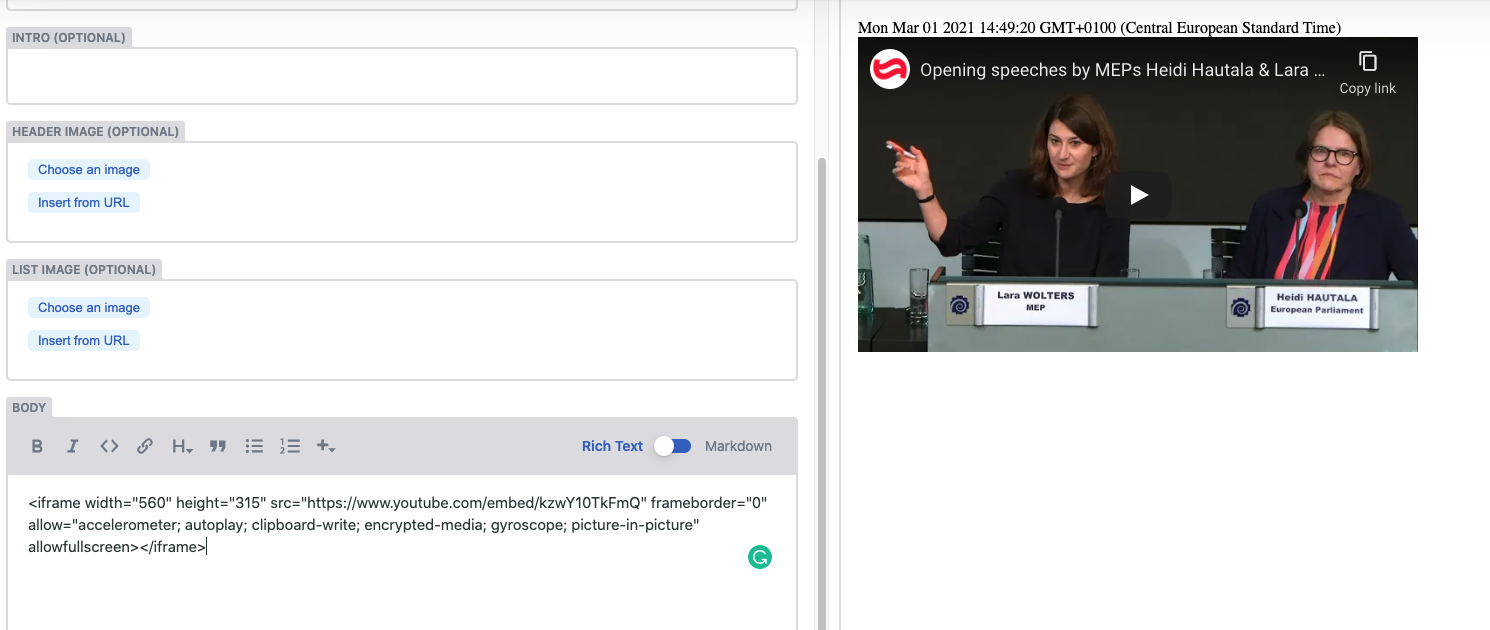 INTRO (OPTIONAL)
HEADER IMAGE (OPTIONAL)
Choose an image
Insert from URL
LIST IMAGE (OPTIONAL)
Choose an image
Insert from URL
BODY
B I <> H Rich Text Markdown
<iframe width="560" height="315" src="https://www.youtube.com/embed/kzwY10TkFmQ" frameborder="0"
allow="accelerometer; autoplay; clipboard-write; encrypted-media; gyroscope; picture-in-picture"
allowfullscreen></iframe>
Mon Mar 01 2021 14:49:20 GMT+0100 (Central European Standard Time)
Opening speeches by MEPs Heidi Hautala & Lara ...
Copy link
Lara WOLTERS
MEP
Heidi HAUTALA
European Parliament